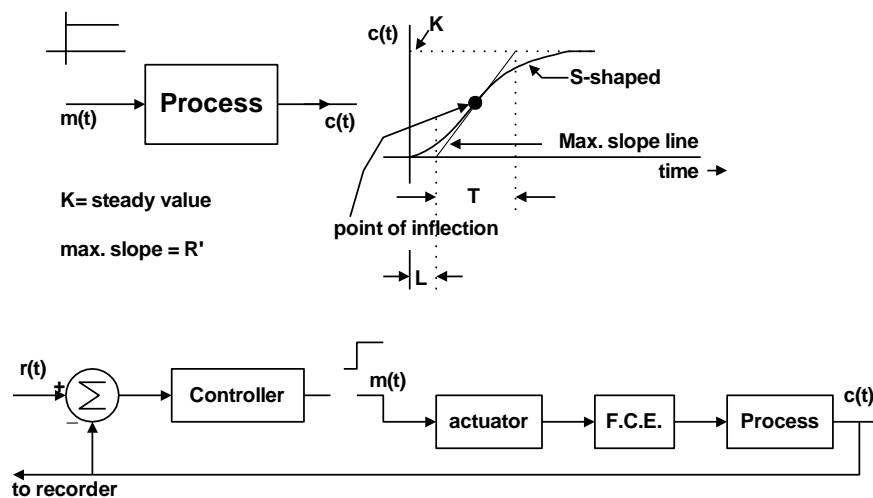 c(t)
K
S-shaped
Process
m(t)
c(t)
Max. slope line
time
T
K= steady value
point of inflection
max. slope = R'
L
r(t)
+
Σ
−
Controller
m(t)
actuator
F.C.E.
Process
c(t)
to recorder